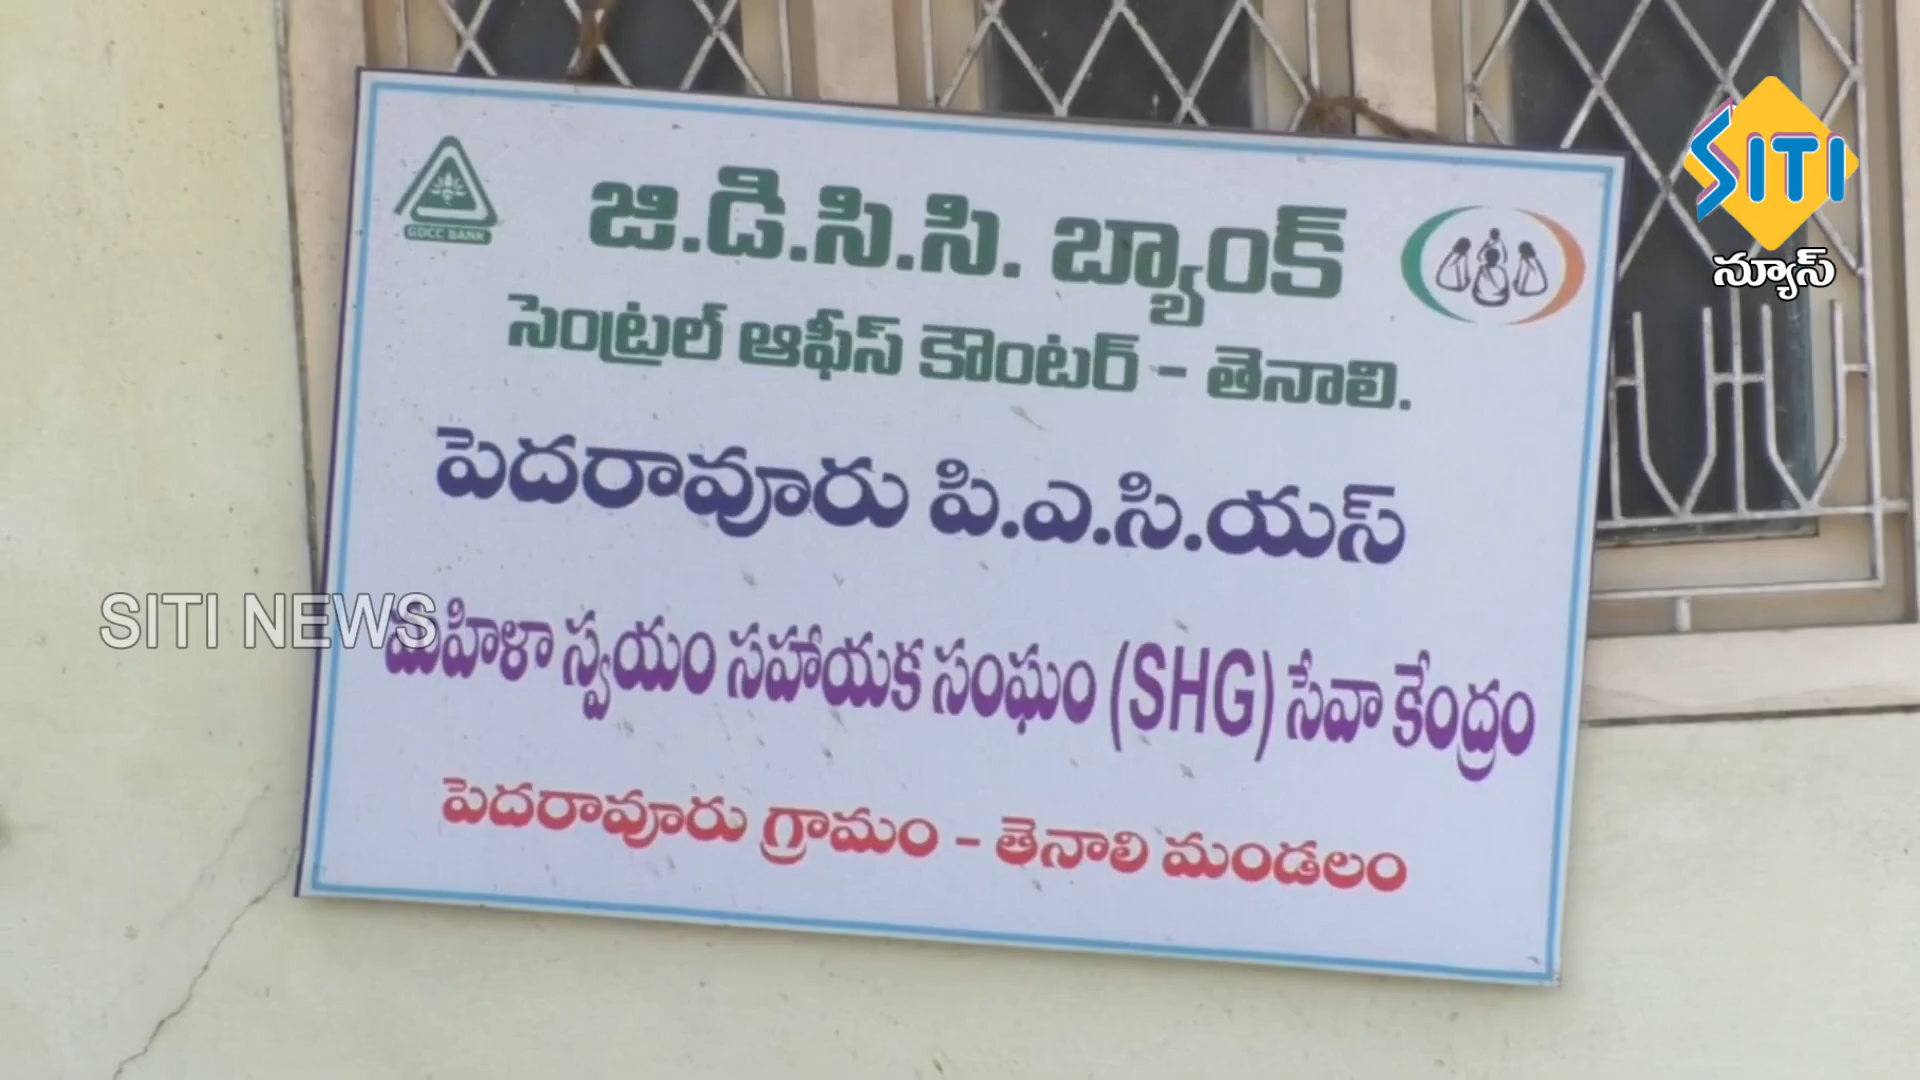 SITI
న్యూస్
GDCC BANK
జి.డి.సి.సి. బ్యాంక్
సెంట్రల్ ఆఫీస్ కౌంటర్ - తెనాలి.
పెదరావూరు పి.ఎ.సి.యస్
SITI NEWS
మహిళా స్వయం సహాయక సంఘం (SHG) సేవా కేంద్రం
పెదరావూరు గ్రామం - తెనాలి మండలం